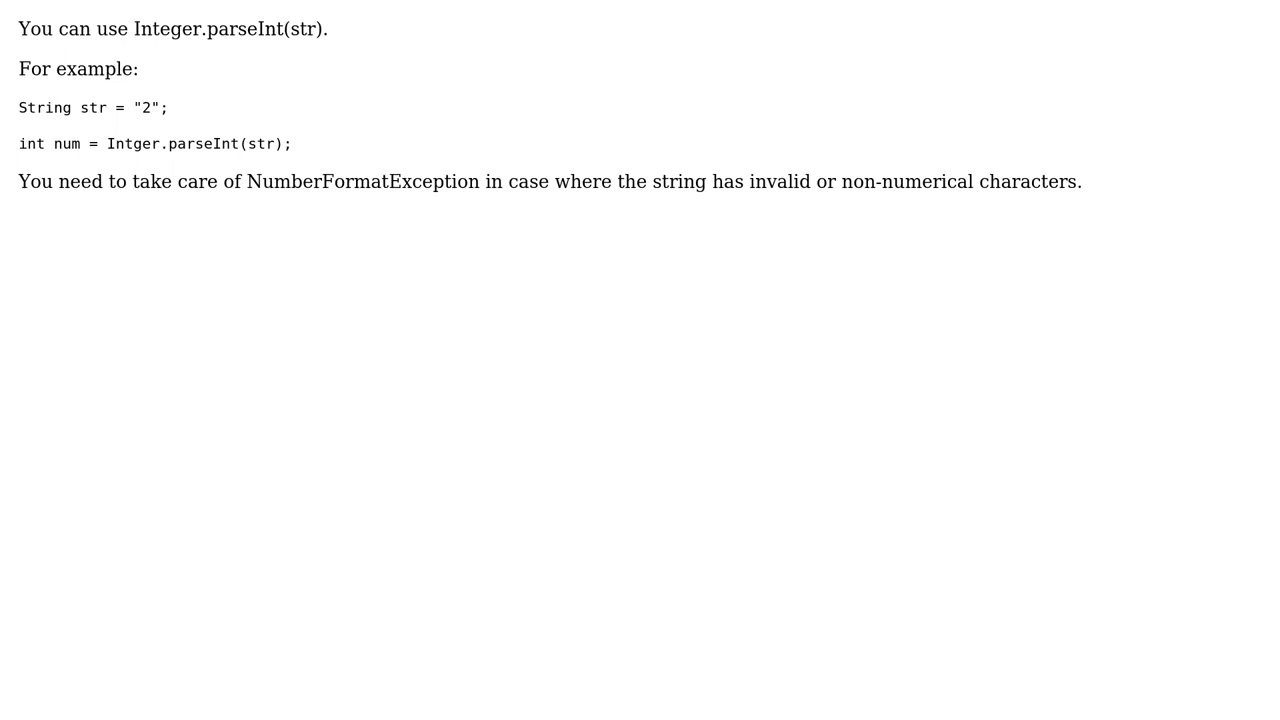 You can use Integer.parseInt(str).
For example:
String str = "2";
int num = Intger.parseInt(str);
You need to take care of NumberFormatException in case where the string has invalid or non-numerical characters.